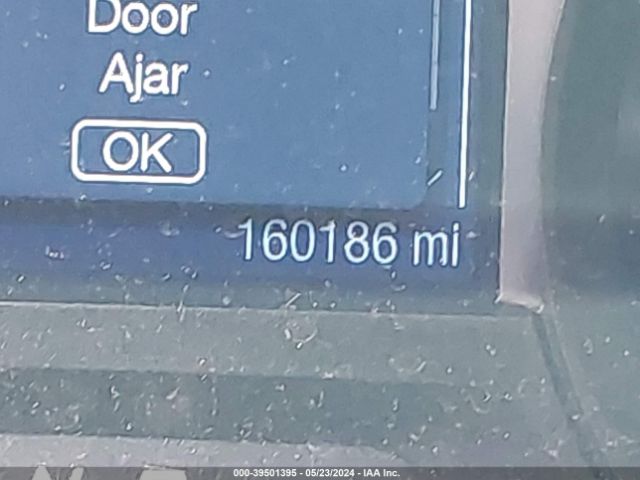 Door
Ajar
OK
160186 mi
000-39501395 - 05/23/2024 - IAA Inc.